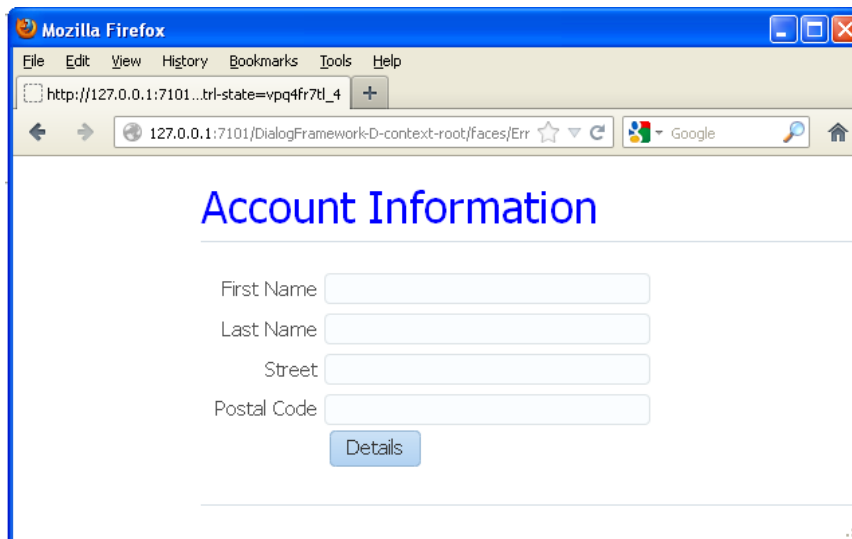 Mozilla Firefox
File Edit View History Bookmarks Tools Help
http://127.0.0.1:7101...trl-state=vpq4fr7tl_4 +
127.0.0.1:7101/DialogFramework-D-context-root/faces/Err Google
Account Information
First Name
Last Name
Street
Postal Code
Details